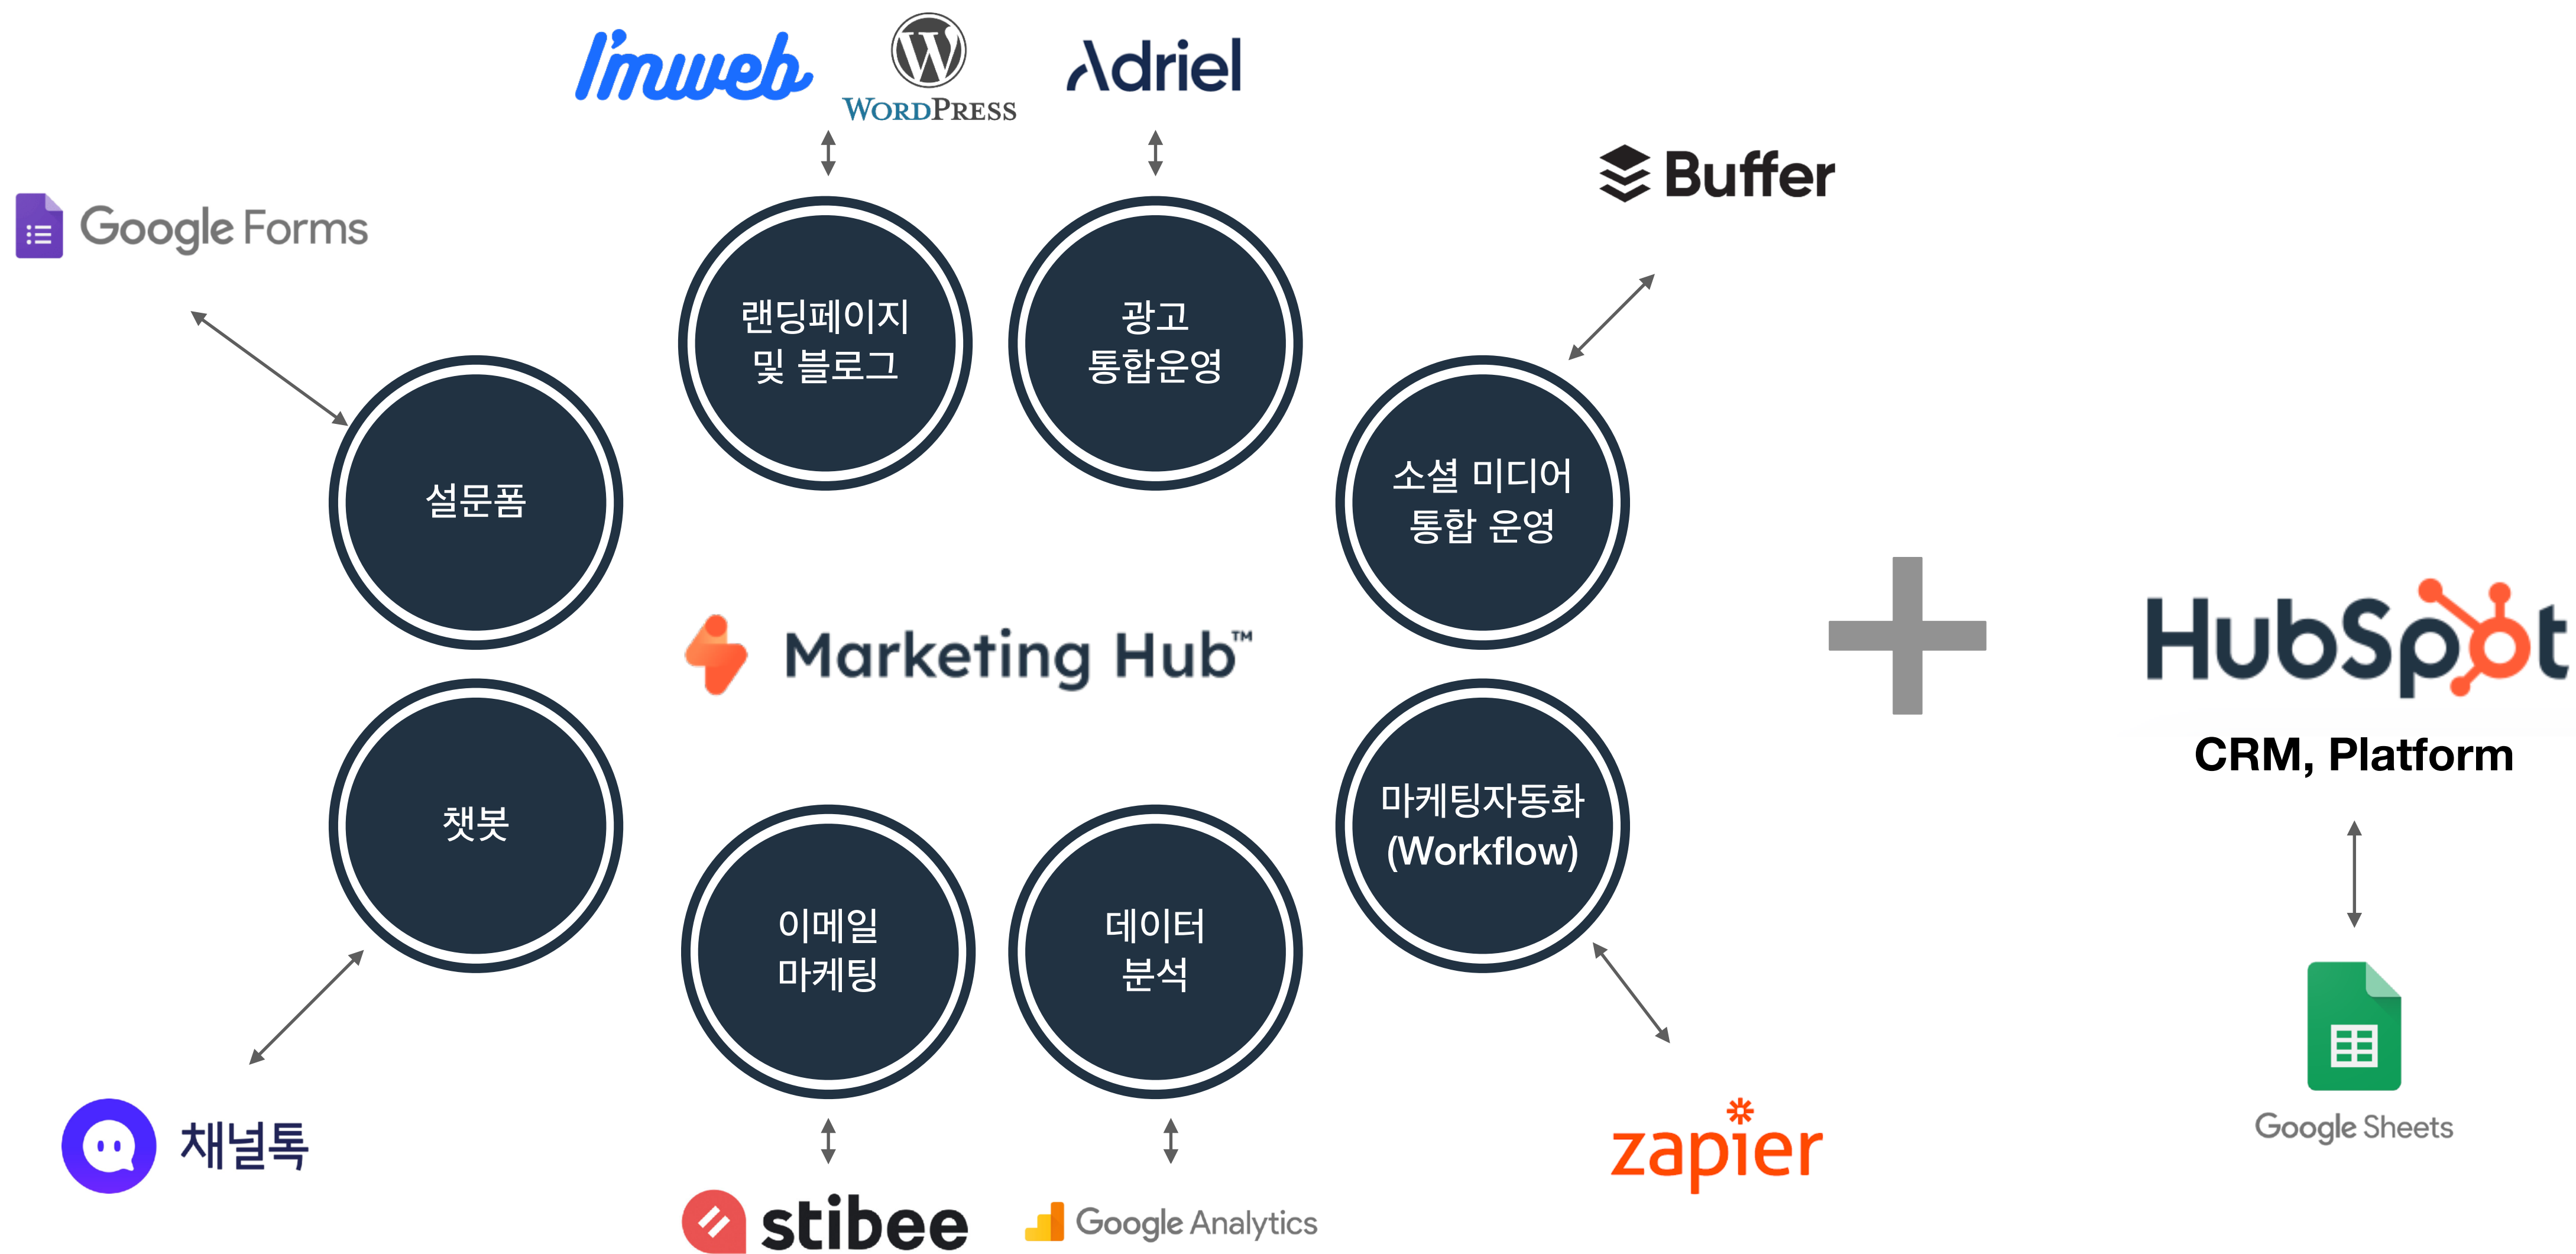 I'mweb
WORDPRESS
Adriel
Buffer
Google Forms
랜딩페이지
및 블로그
광고
통합운영
설문폼
소셜 미디어
통합 운영
Marketing Hub™
HubSpot
CRM, Platform
챗봇
마케팅자동화
(Workflow)
이메일
마케팅
데이터
분석
채널톡
stibee
Google Analytics
zapier
Google Sheets